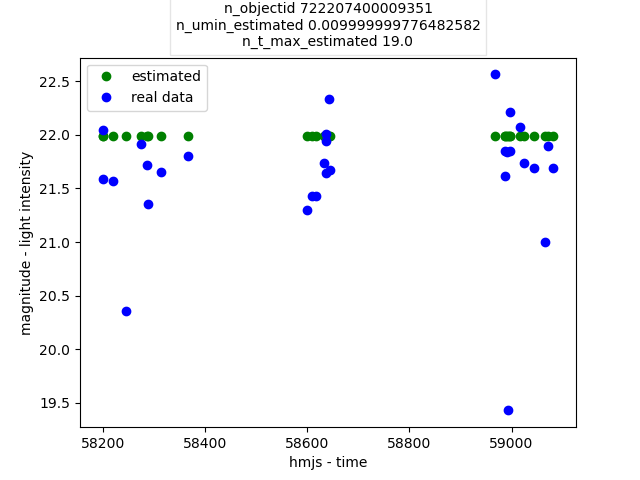 n_objectid 722207400009351
n_umin_estimated 0.009999999776482582
n_t_max_estimated 19.0
estimated
real data
22.5
22.0
21.5
21.0
20.5
20.0
19.5
magnitude - light intensity
58200 58400 58600 58800 59000
hmjs - time